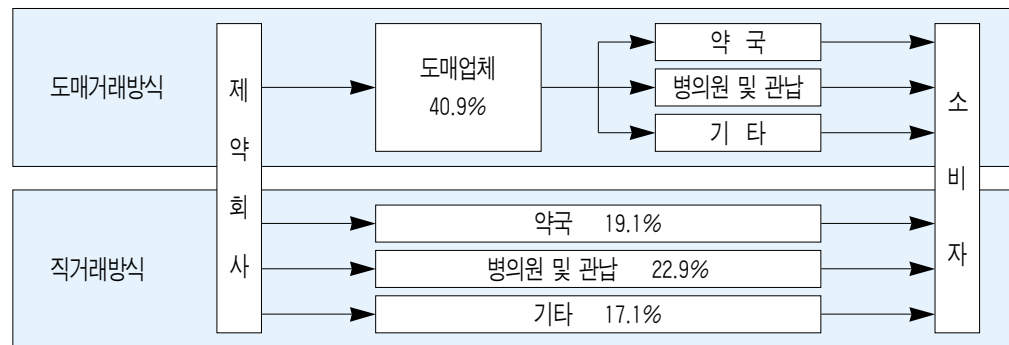 도매거래방식
제약회사
도매업체
40.9%
약 국
병의원 및 관납
기 타
소비자
직거래방식
약국 19.1%
병의원 및 관납 22.9%
기타 17.1%